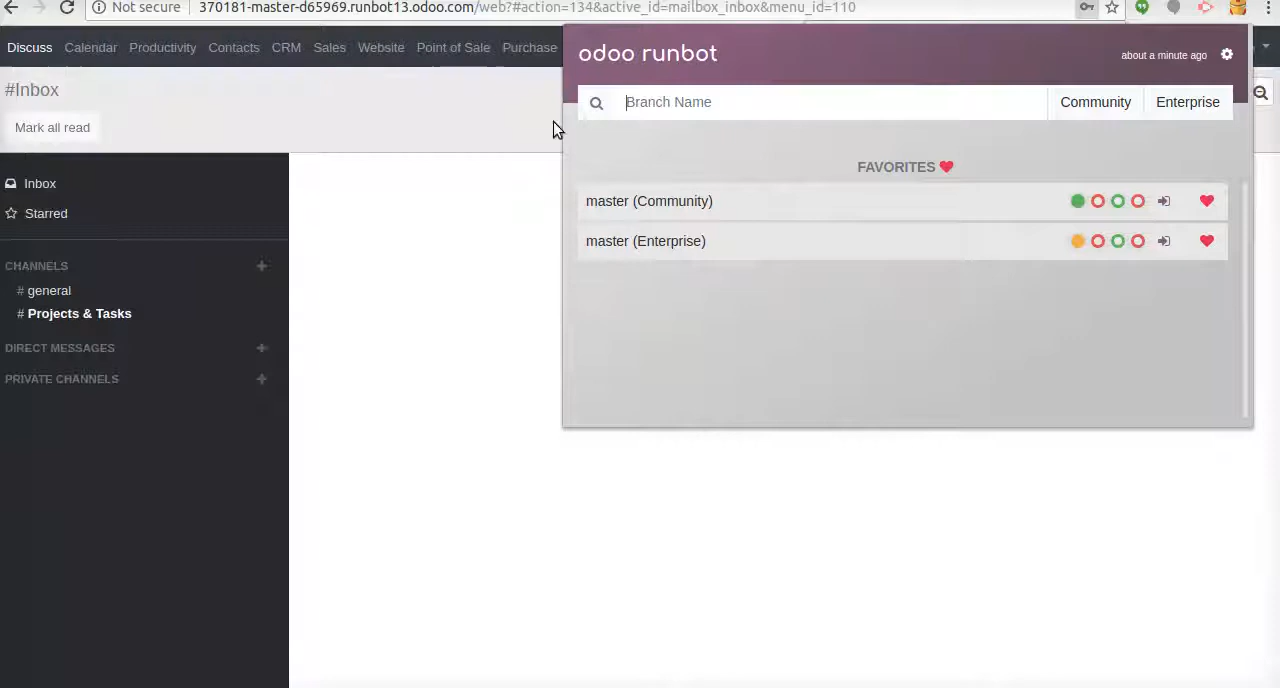 Not secure 370181-master-d65969.runbot13.odoo.com/web?#action=134&active_id=mailbox_inbox&menu_id=110
Discuss Calendar Productivity Contacts CRM Sales Website Point of Sale Purchase
odoo runbot
about a minute ago
#Inbox
Mark all read
Branch Name
Community
Enterprise
Inbox
Starred
CHANNELS
# general
# Projects & Tasks
DIRECT MESSAGES
PRIVATE CHANNELS
FAVORITES
master (Community)
master (Enterprise)